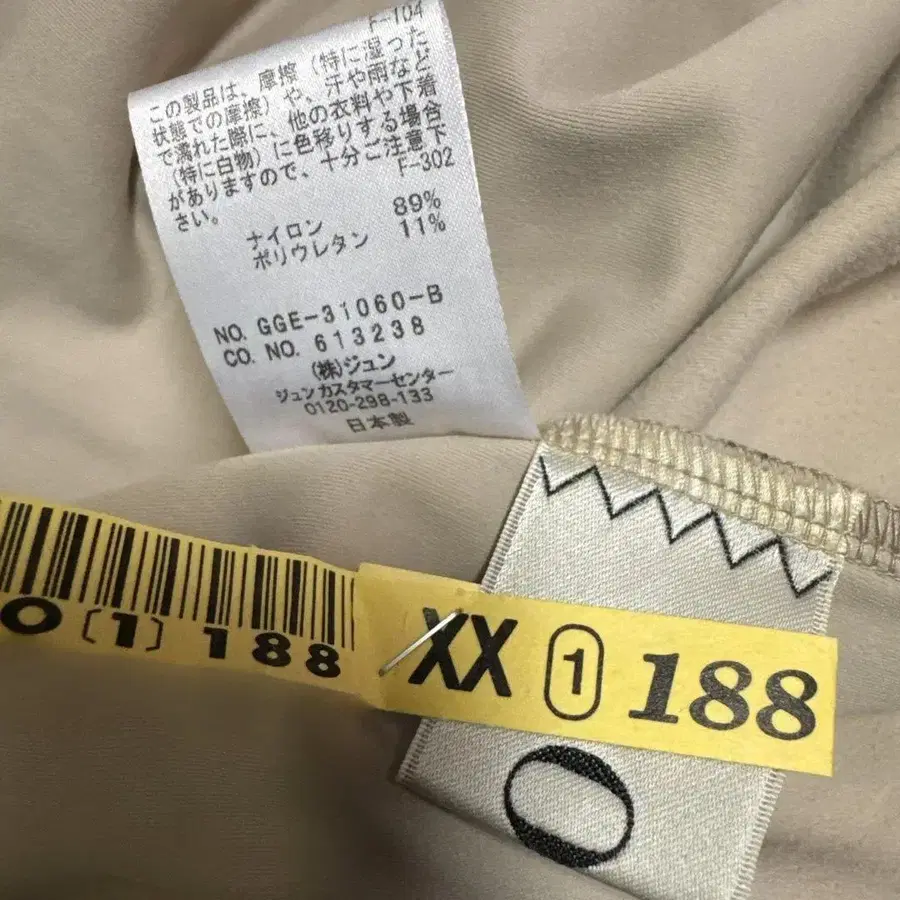 F-104
この製品は、摩擦（特に湿った
状態での摩擦）や、汗や雨など
で濡れた際に、他の衣料や下着
（特に白物）に色移りする場合
がありますので、十分ご注意下
さい。
F-302
ナイロン 89%
ポリウレタン 11%
NO. GGE-31060-B
CO. NO. 613238
(株)ジュン
ジュンカスタマーセンター
0120-298-133
日本製
0(1)188
XX 1 188
O